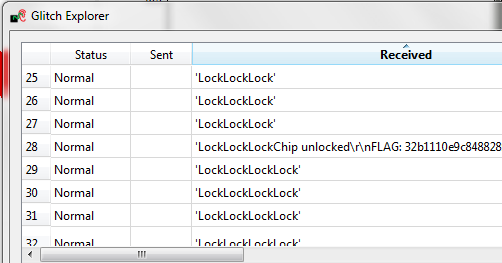 Glitch Explorer
Status Sent Received
25 Normal 'LockLockLock'
26 Normal 'LockLockLock'
27 Normal 'LockLockLock'
28 Normal 'LockLockLockChip unlocked\r\nFLAG: 32b1110e9c848828
29 Normal 'LockLockLockLock'
30 Normal 'LockLockLockLock'
31 Normal 'LockLockLockLock'
32 Normal 'LockLockLockLock'